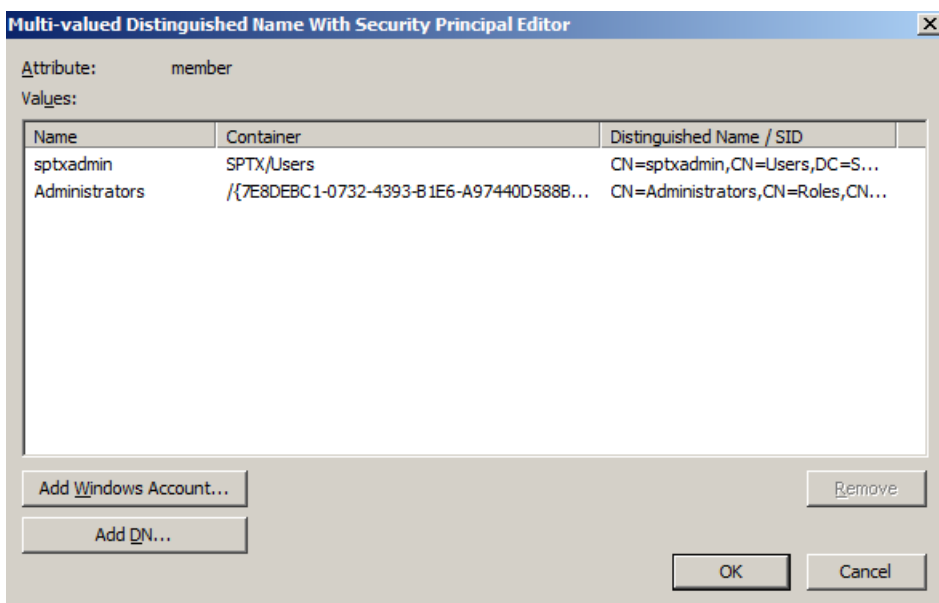 Multi-valued Distinguished Name With Security Principal Editor
Attribute: member
Values:
Name Container Distinguished Name / SID
sptxadmin SPTX/Users CN=sptxadmin,CN=Users,DC=S...
Administrators /{7E8DEBC1-0732-4393-B1E6-A97440D588B... CN=Administrators,CN=Roles,CN...
Add Windows Account... Remove
Add DN...
OK Cancel